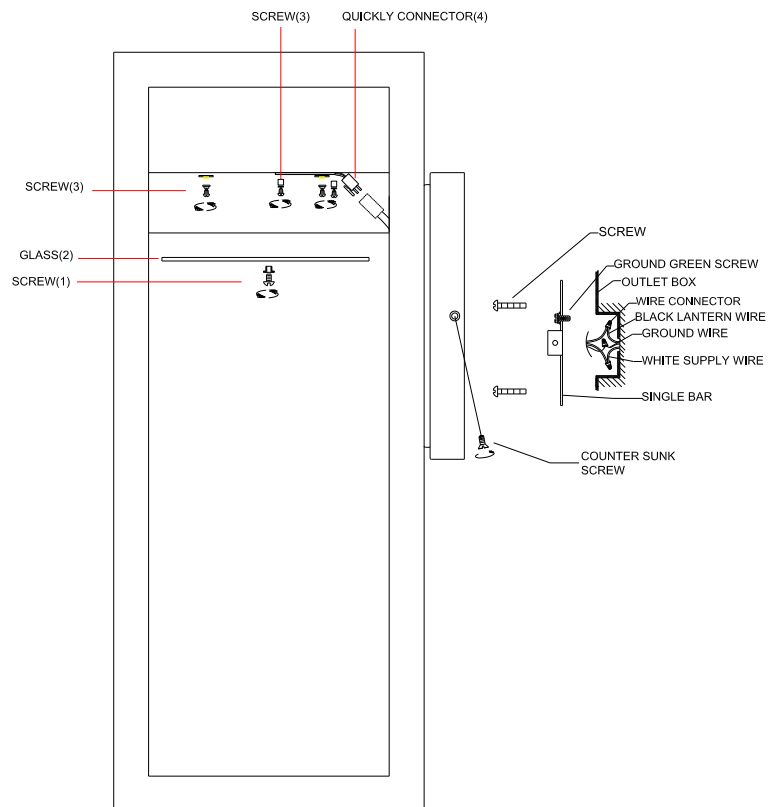 SCREW(3)
QUICKLY CONNECTOR(4)
SCREW(3)
GLASS(2)
SCREW(1)
SCREW
GROUND GREEN SCREW
OUTLET BOX
WIRE CONNECTOR
BLACK LANTERN WIRE
GROUND WIRE
WHITE SUPPLY WIRE
SINGLE BAR
COUNTER SUNK
SCREW